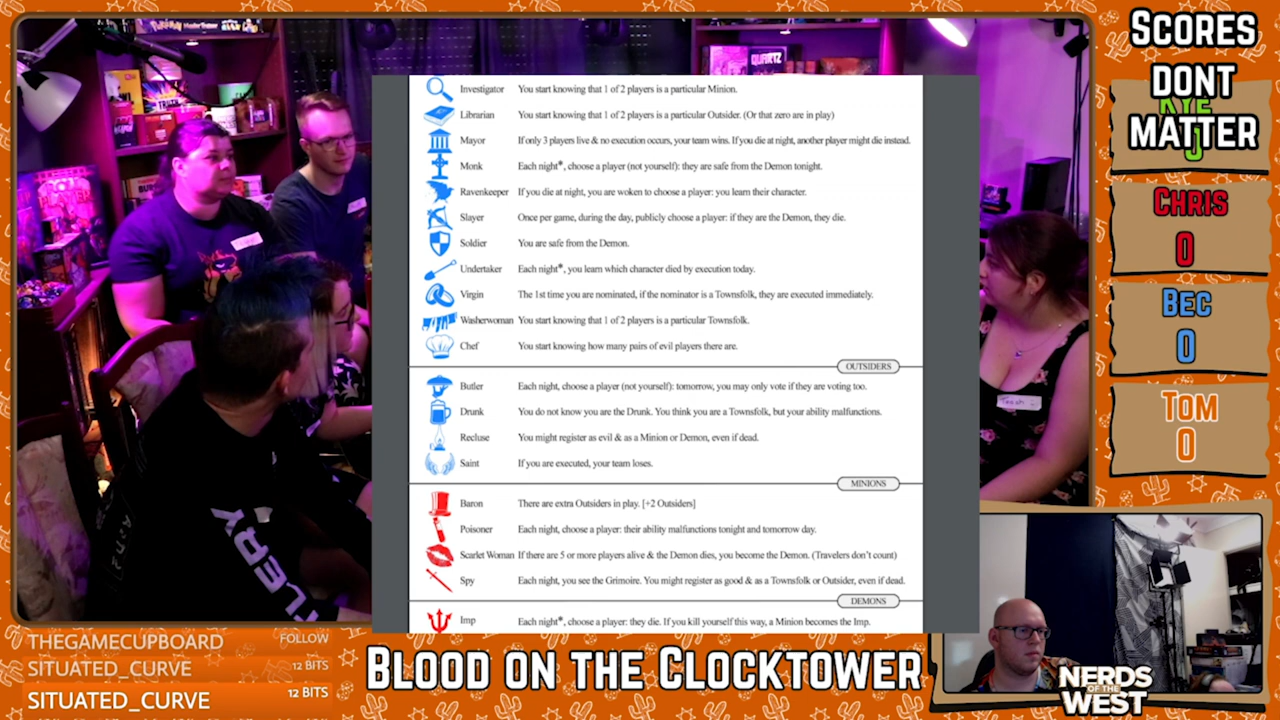 SCORES
DONT
MATTER
CHRIS
0
BEC
0
TOM
0
QUARTZ
TRUTH
Investigator You start knowing that 1 of 2 players is a particular Minion.
Librarian You start knowing that 1 of 2 players is a particular Outsider. (Or that zero are in play)
Mayor If only 3 players live & no execution occurs, your team wins. If you die at night, another player might die instead.
Monk Each night*, choose a player (not yourself): they are safe from the Demon tonight.
Ravenkeeper If you die at night, you are woken to choose a player: you learn their character.
Slayer Once per game, during the day, publicly choose a player: if they are the Demon, they die.
Soldier You are safe from the Demon.
Undertaker Each night*, you learn which character died by execution today.
Virgin The 1st time you are nominated, if the nominator is a Townsfolk, they are executed immediately.
Washerwoman You start knowing that 1 of 2 players is a particular Townsfolk.
Chef You start knowing how many pairs of evil players there are.
OUTSIDERS
Butler Each night, choose a player (not yourself): tomorrow, you may only vote if they are voting too.
Drunk You do not know you are the Drunk. You think you are a Townsfolk, but your ability malfunctions.
Recluse You might register as evil & as a Minion or Demon, even if dead.
Saint If you are executed, your team loses.
MINIONS
Baron There are extra Outsiders in play. [+2 Outsiders]
Poisoner Each night, choose a player: their ability malfunctions tonight and tomorrow day.
Scarlet Woman If there are 5 or more players alive & the Demon dies, you become the Demon. (Travelers don't count)
Spy Each night, you see the Grimoire. You might register as good & as a Townsfolk or Outsider, even if dead.
DEMONS
Imp Each night*, choose a player: they die. If you kill yourself this way, a Minion becomes the Imp.
THEGAMECUPBOARD FOLLOW
SITUATED_CURVE 12 BITS
SITUATED_CURVE 12 BITS
BLOOD ON THE CLOCKTOWER
NERDS
OF THE
WEST